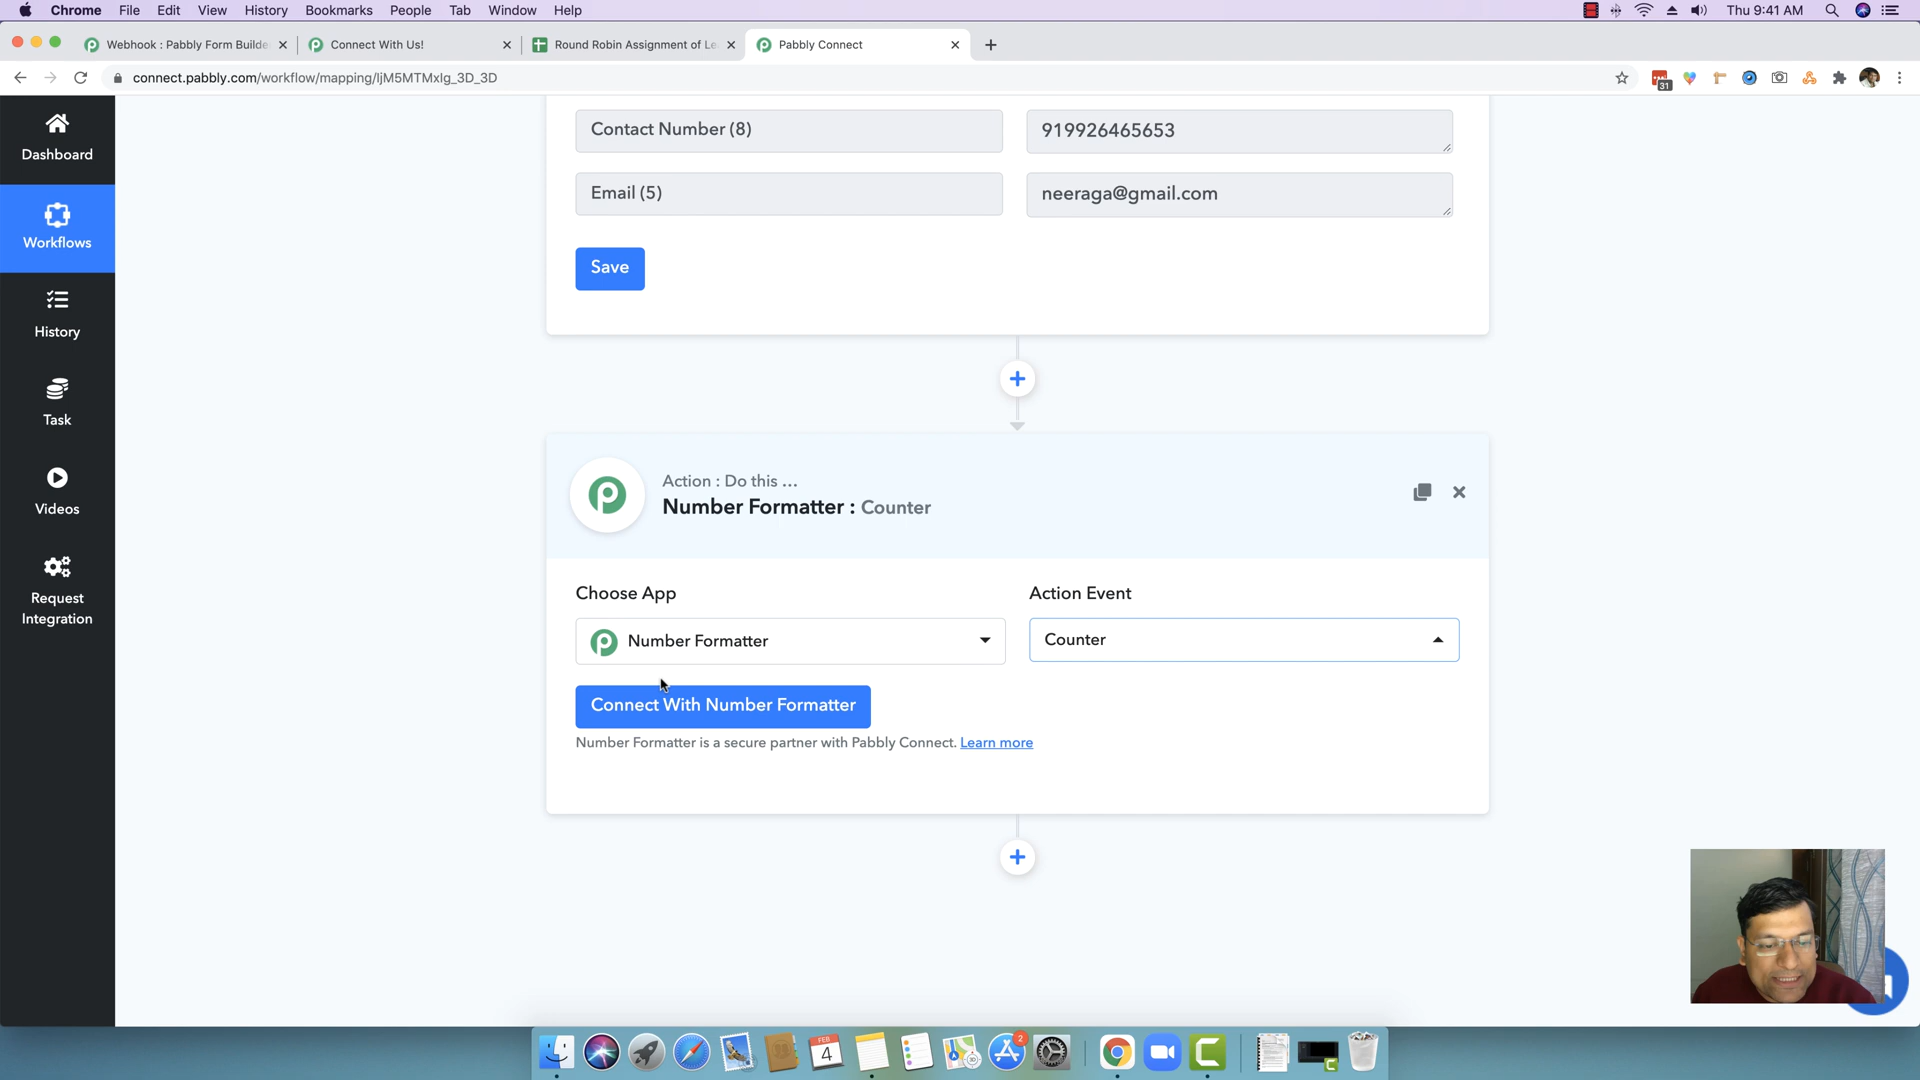 Chrome File Edit View History Bookmarks People Tab Window Help
Thu 9:41 AM
Webhook : Pabbly Form Builde
Connect With Us!
Round Robin Assignment of Le
Pabbly Connect
connect.pabbly.com/workflow/mapping/IjM5MTMxIg_3D_3D
31
Dashboard
Workflows
History
Task
Videos
Request
Integration
Contact Number (8)
919926465653
Email (5)
neeraga@gmail.com
Save
Action : Do this ...
Number Formatter : Counter
Choose App
Action Event
Number Formatter
Counter
Connect With Number Formatter
Number Formatter is a secure partner with Pabbly Connect. Learn more
FEB
4
2